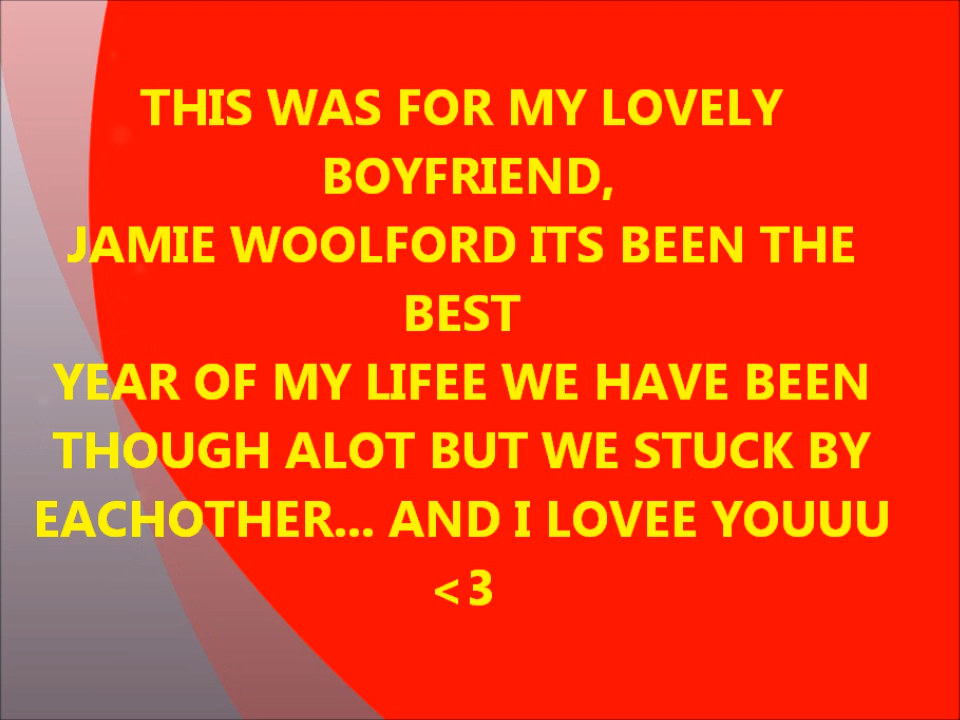 THIS WAS FOR MY LOVELY
BOYFRIEND,
JAMIE WOOLFORD ITS BEEN THE
BEST
YEAR OF MY LIFEE WE HAVE BEEN
THOUGH ALOT BUT WE STUCK BY
EACHOTHER... AND I LOVEE YOUUU
<3